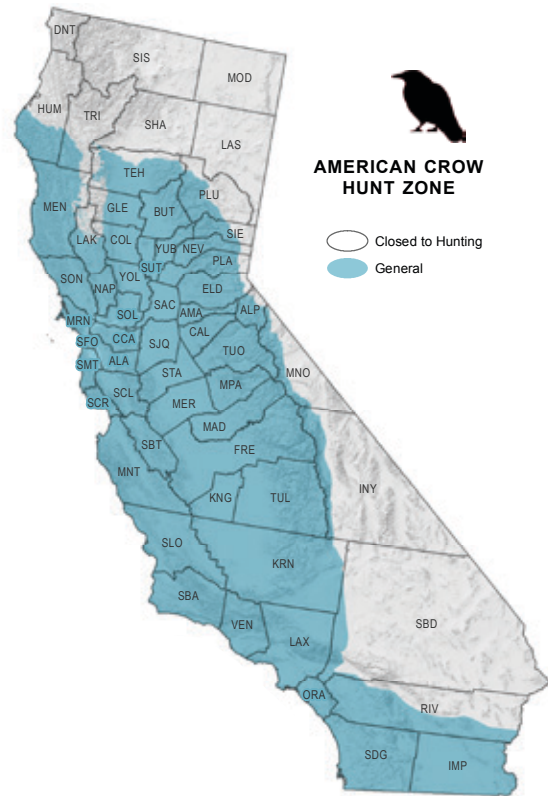 DNT
SIS
MOD
HUM
TRI
SHA
LAS
TEH
PLU
MEN
GLE
BUT
SIE
LAK
COL
YUB
NEV
PLA
SUT
SON
NAP
YOL
ELD
SAC
AMA
ALP
SOL
MRN
CAL
CCA
SJQ
SFO
TUO
MNO
ALA
SMT
STA
MPA
SCL
SCR
MER
MAD
SBT
FRE
MNT
KNG
TUL
INY
SLO
KRN
SBA
VEN
SBD
LAX
ORA
RIV
SDG
IMP
AMERICAN CROW
HUNT ZONE
Closed to Hunting
General